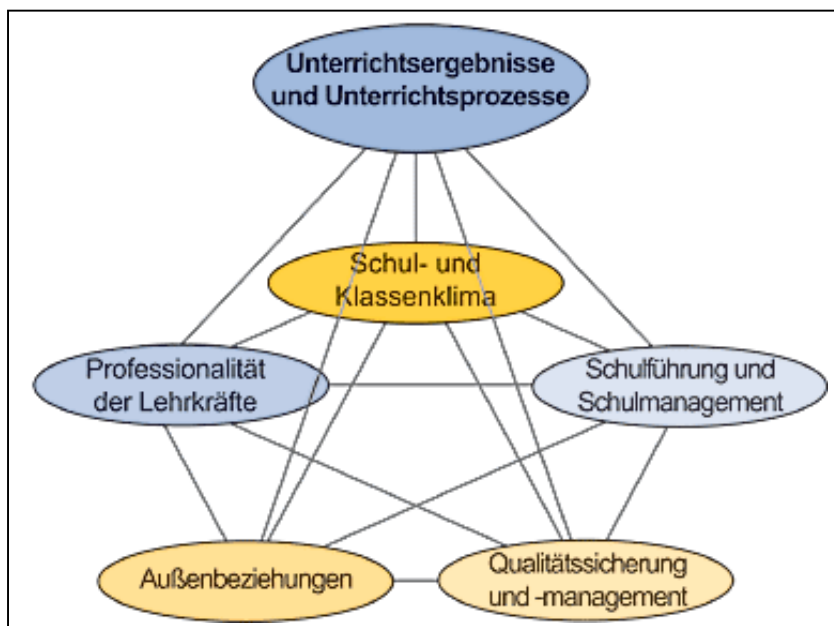 Unterrichtsergebnisse
und Unterrichtsprozesse
Schul- und
Klassenklima
Professionalität
der Lehrkräfte
Schulführung und
Schulmanagement
Außenbeziehungen
Qualitätssicherung
und -management